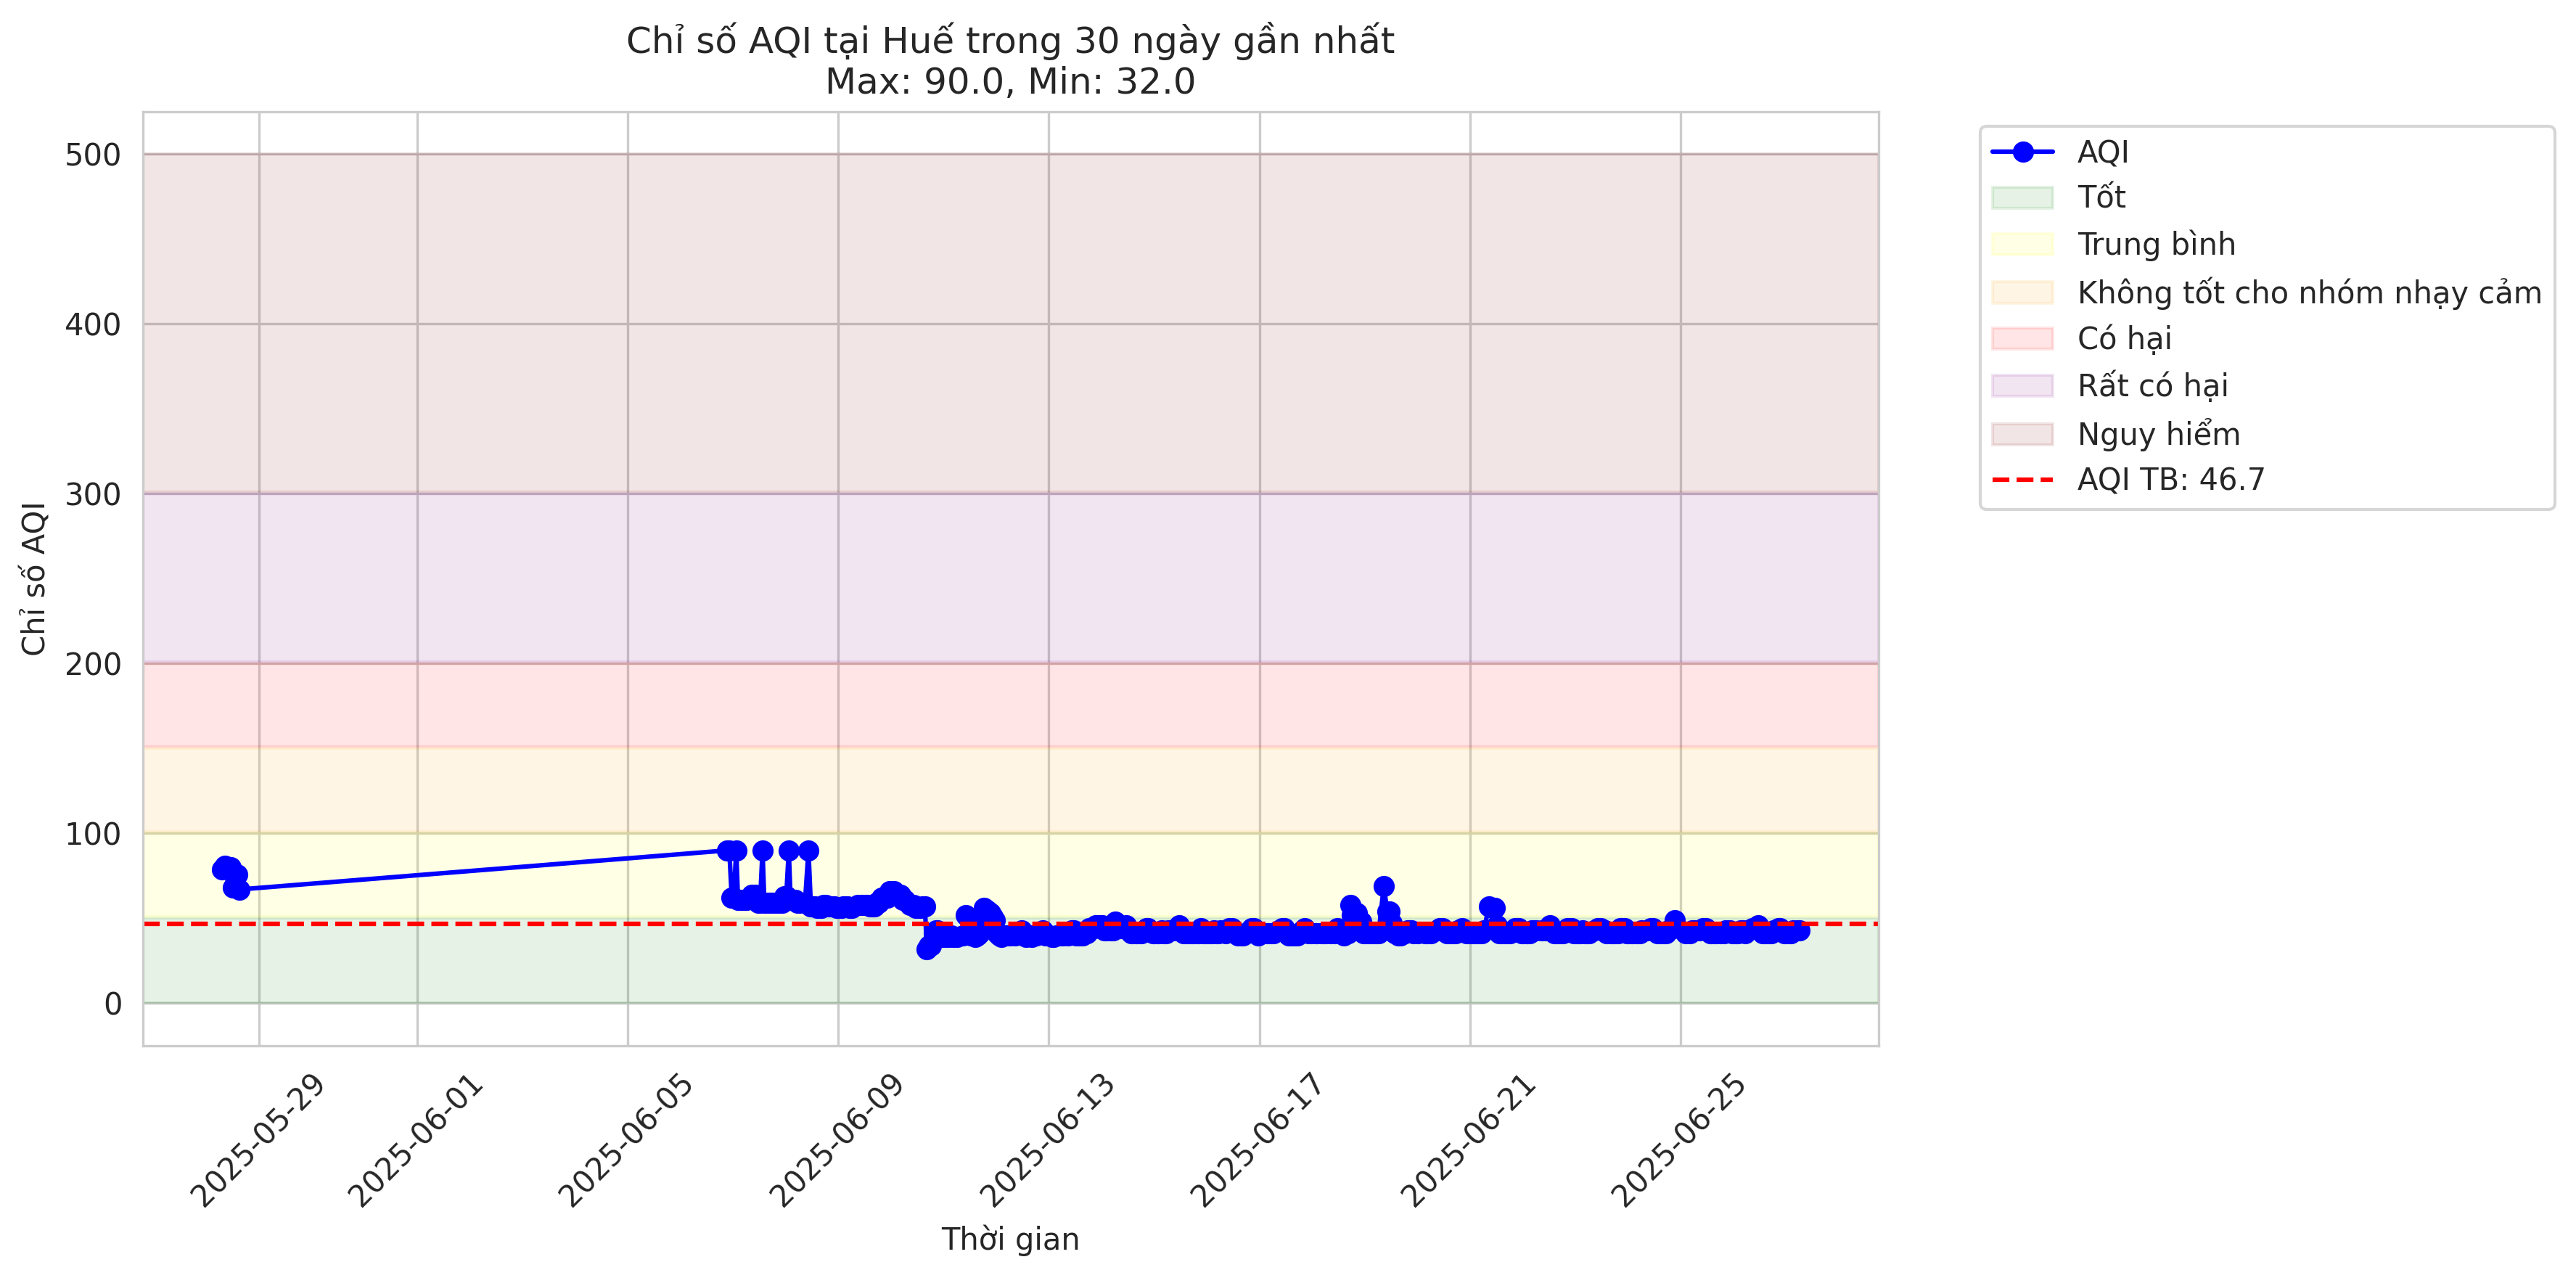 Chỉ số AQI tại Huế trong 30 ngày gần nhất
Max: 90.0, Min: 32.0
Chỉ số AQI
500
400
300
200
100
0
2025-05-29
2025-06-01
2025-06-05
2025-06-09
2025-06-13
2025-06-17
2025-06-21
2025-06-25
Thời gian
AQI
Tốt
Trung bình
Không tốt cho nhóm nhạy cảm
Có hại
Rất có hại
Nguy hiểm
AQI TB: 46.7